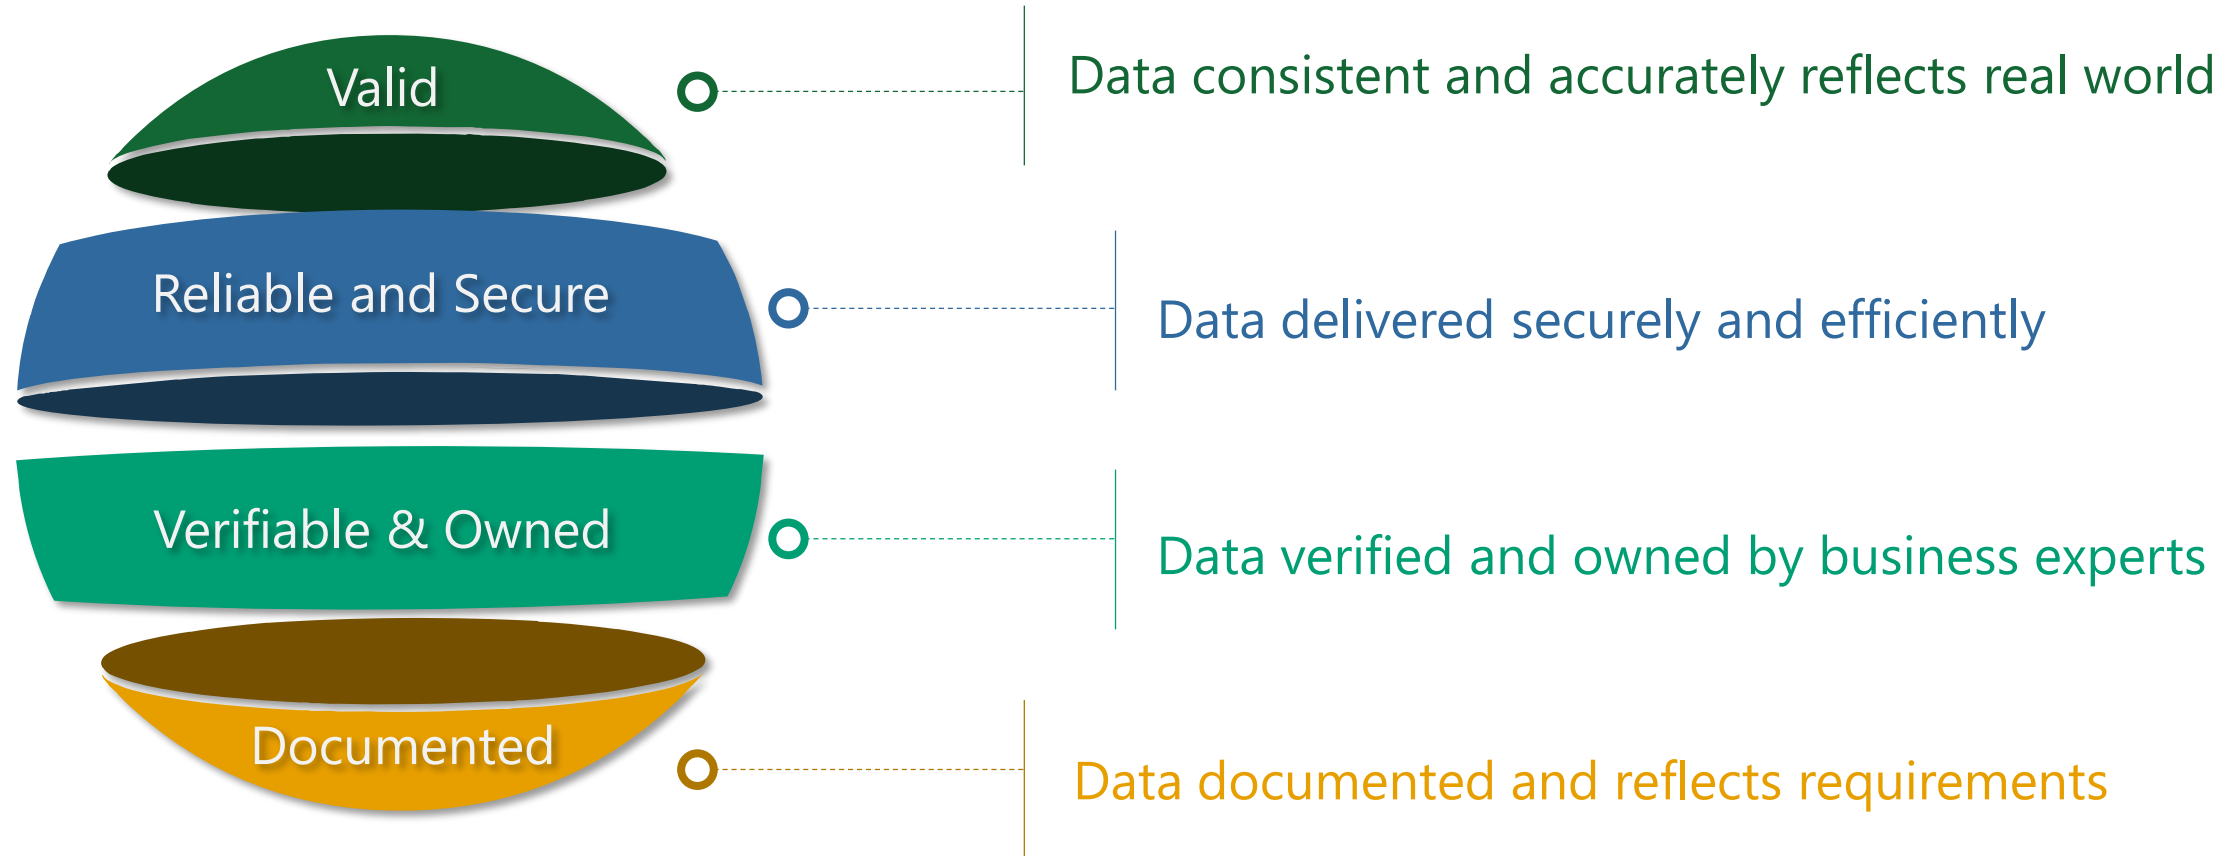 Valid
Data consistent and accurately reflects real world
Reliable and Secure
Data delivered securely and efficiently
Verifiable & Owned
Data verified and owned by business experts
Documented
Data documented and reflects requirements